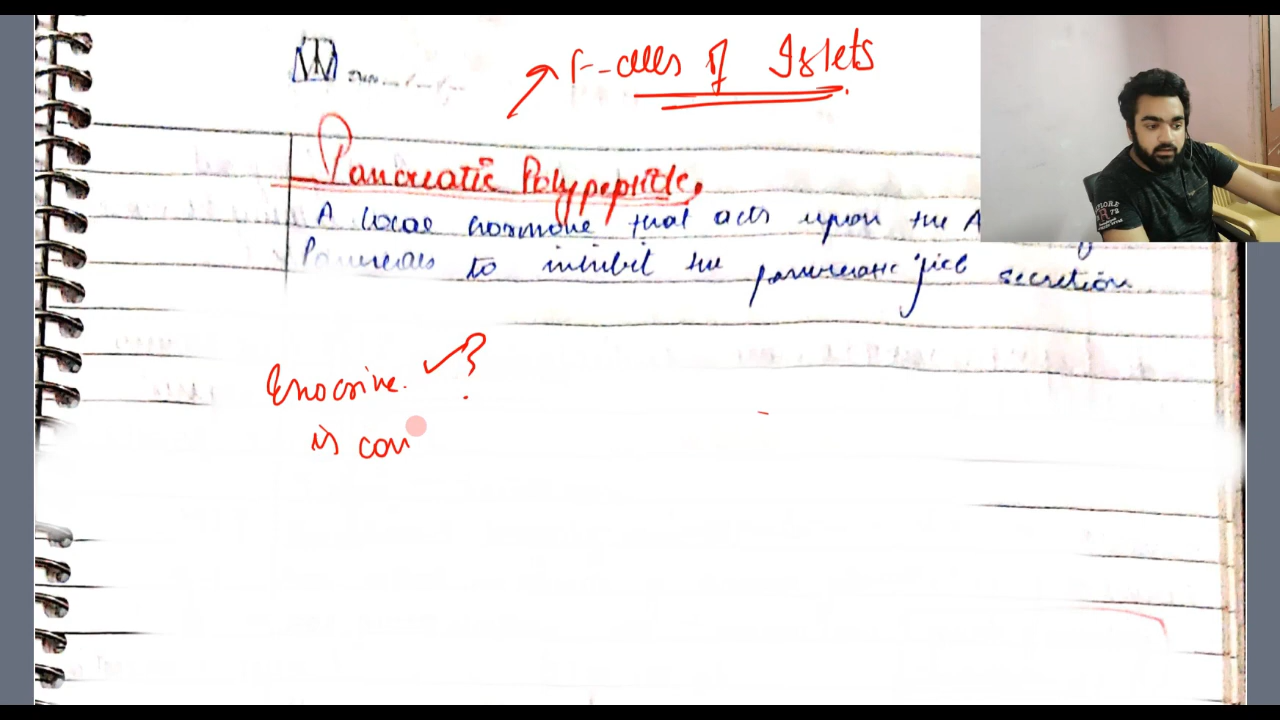 F-cells of Islets
Pancreatic Polypeptide.
A local hormone that acts upon the A
Pancreas to inhibit the pancreatic juice secretion.
Exocrine. ?
is con